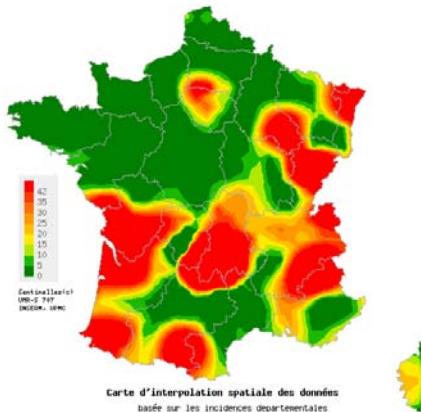 42
35
30
25
20
15
10
5
0
Sentinelles(c)
UMR-S 707
INSERM, UPMC
Carte d'interpolation spatiale des données
basée sur les incidences departementales